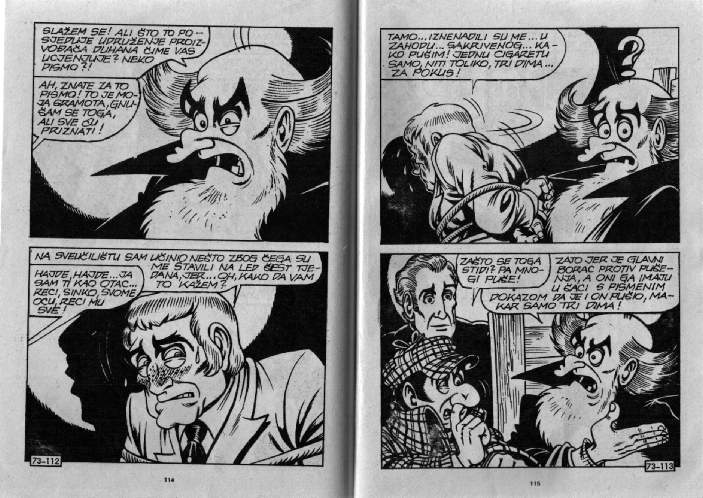 SLAŽEM SE! ALI ŠTO TO PO-
SJEDUJE UDRUŽENJE PROIZ-
VOĐAČA DUHANA ČIME VAS
UCJENJUJE? NEKO
PISMO?!
AH, ZNATE ZA TO
PISMO! TO JE MO-
JA SRAMOTA, GNU-
ŠAM SE TOGA,
ALI SVE ĆU
PRIZNATI!
NA SVEUČILIŠTU SAM UČINIO NEŠTO ZBOG ČEGA SU
ME STAVILI NA LED ŠEST TJE-
DANA, JER... OH, KAKO DA VAM
TO KAŽEM?
HAJDE, HAJDE... JA
SAM TI KAO OTAC...
RECI, SINKO, SVOME
OCU, RECI MU
SVE!
73-112
114
TAMO... IZNENADILI SU ME... U
ZAHODU... SAKRIVENOG... KA-
KO PUŠIM! JEDNU CIGARETU
SAMO, NITI TOLIKO, TRI DIMA...
ZA POKUS!
?
ZAŠTO SE TOGA
STIDI? PA MNO-
GI PUŠE!
ZATO JER JE GLAVNI
BORAC PROTIV PUŠE-
NJA, A ONI GA IMAJU
U ŠACI S PISMENIM
DOKAZOM DA JE I ON PUŠIO, MA-
KAR SAMO TRI DIMA!
73-113
115